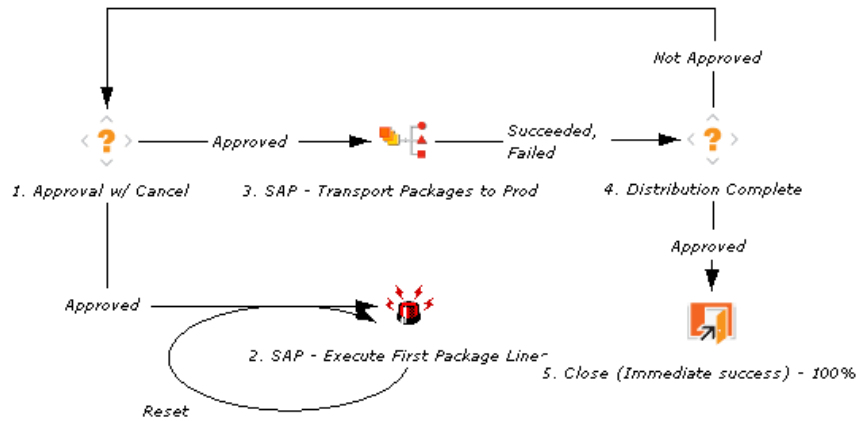 Not Approved
Approved
Succeeded,
Failed
1. Approval w/ Cancel
3. SAP - Transport Packages to Prod
4. Distribution Complete
Approved
Approved
2. SAP - Execute First Package Line
5. Close (Immediate success) - 100%
Reset